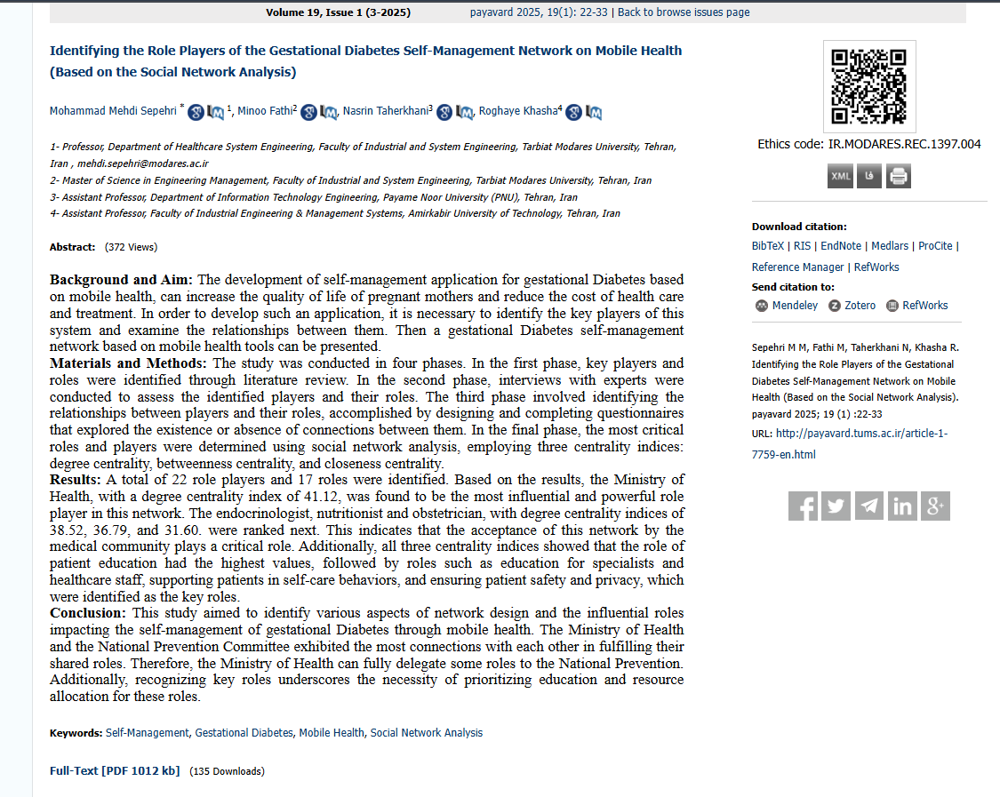 Volume 19, Issue 1 (3-2025)
payavard 2025, 19(1): 22-33 | Back to browse issues page
Identifying the Role Players of the Gestational Diabetes Self-Management Network on Mobile Health
(Based on the Social Network Analysis)
Mohammad Mehdi Sepehri * 1, Minoo Fathi2, Nasrin Taherkhani3, Roghaye Khasha4
1- Professor, Department of Healthcare System Engineering, Faculty of Industrial and System Engineering, Tarbiat Modares University, Tehran,
Iran , mehdi.sepehri@modares.ac.ir
2- Master of Science in Engineering Management, Faculty of Industrial and System Engineering, Tarbiat Modares University, Tehran, Iran
3- Assistant Professor, Department of Information Technology Engineering, Payame Noor University (PNU), Tehran, Iran
4- Assistant Professor, Faculty of Industrial Engineering & Management Systems, Amirkabir University of Technology, Tehran, Iran
Abstract: (372 Views)
Background and Aim: The development of self-management application for gestational Diabetes based
on mobile health, can increase the quality of life of pregnant mothers and reduce the cost of health care
and treatment. In order to develop such an application, it is necessary to identify the key players of this
system and examine the relationships between them. Then a gestational Diabetes self-management
network based on mobile health tools can be presented.
Materials and Methods: The study was conducted in four phases. In the first phase, key players and
roles were identified through literature review. In the second phase, interviews with experts were
conducted to assess the identified players and their roles. The third phase involved identifying the
relationships between players and their roles, accomplished by designing and completing questionnaires
that explored the existence or absence of connections between them. In the final phase, the most critical
roles and players were determined using social network analysis, employing three centrality indices:
degree centrality, betweenness centrality, and closeness centrality.
Results: A total of 22 role players and 17 roles were identified. Based on the results, the Ministry of
Health, with a degree centrality index of 41.12, was found to be the most influential and powerful role
player in this network. The endocrinologist, nutritionist and obstetrician, with degree centrality indices of
38.52, 36.79, and 31.60. were ranked next. This indicates that the acceptance of this network by the
medical community plays a critical role. Additionally, all three centrality indices showed that the role of
patient education had the highest values, followed by roles such as education for specialists and
healthcare staff, supporting patients in self-care behaviors, and ensuring patient safety and privacy, which
were identified as the key roles.
Conclusion: This study aimed to identify various aspects of network design and the influential roles
impacting the self-management of gestational Diabetes through mobile health. The Ministry of Health
and the National Prevention Committee exhibited the most connections with each other in fulfilling their
shared roles. Therefore, the Ministry of Health can fully delegate some roles to the National Prevention.
Additionally, recognizing key roles underscores the necessity of prioritizing education and resource
allocation for these roles.
Keywords: Self-Management, Gestational Diabetes, Mobile Health, Social Network Analysis
Full-Text [PDF 1012 kb] (135 Downloads)
Ethics code: IR.MODARES.REC.1397.004
XML فا
Download citation:
BibTeX | RIS | EndNote | Medlars | ProCite |
Reference Manager | RefWorks
Send citation to:
Mendeley Zotero RefWorks
Sepehri M M, Fathi M, Taherkhani N, Khasha R.
Identifying the Role Players of the Gestational
Diabetes Self-Management Network on Mobile
Health (Based on the Social Network Analysis).
payavard 2025; 19 (1) :22-33
URL: http://payavard.tums.ac.ir/article-1-
7759-en.html